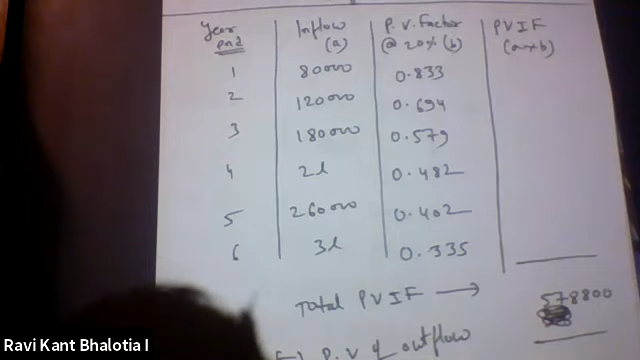 Year end | Inflow (a) | P.V. Factor @ 20% (b) | PVIF (a×b)
1 | 80000 | 0.833
2 | 120000 | 0.694
3 | 180000 | 0.579
4 | 2l | 0.482
5 | 260000 | 0.402
6 | 3l | 0.335
Total PVIF → 578800
(-) P.V of outflow
Ravi Kant Bhalotia I